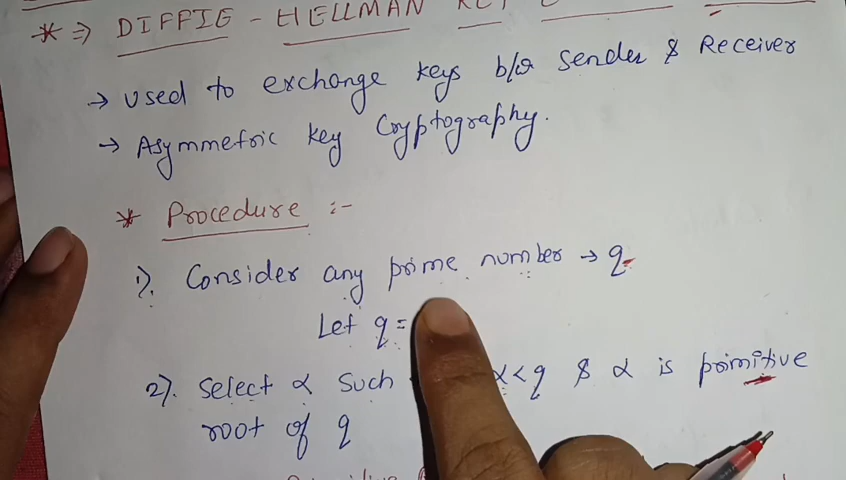 * ⇒ DIFFIE - HELLMAN KEY
→ used to exchange keys b/w Sender & Receiver
→ Asymmetric key Cryptography.
* Procedure :-
1). Consider any prime number → q
Let q =
2). Select α such α < q & α is primitive
root of q